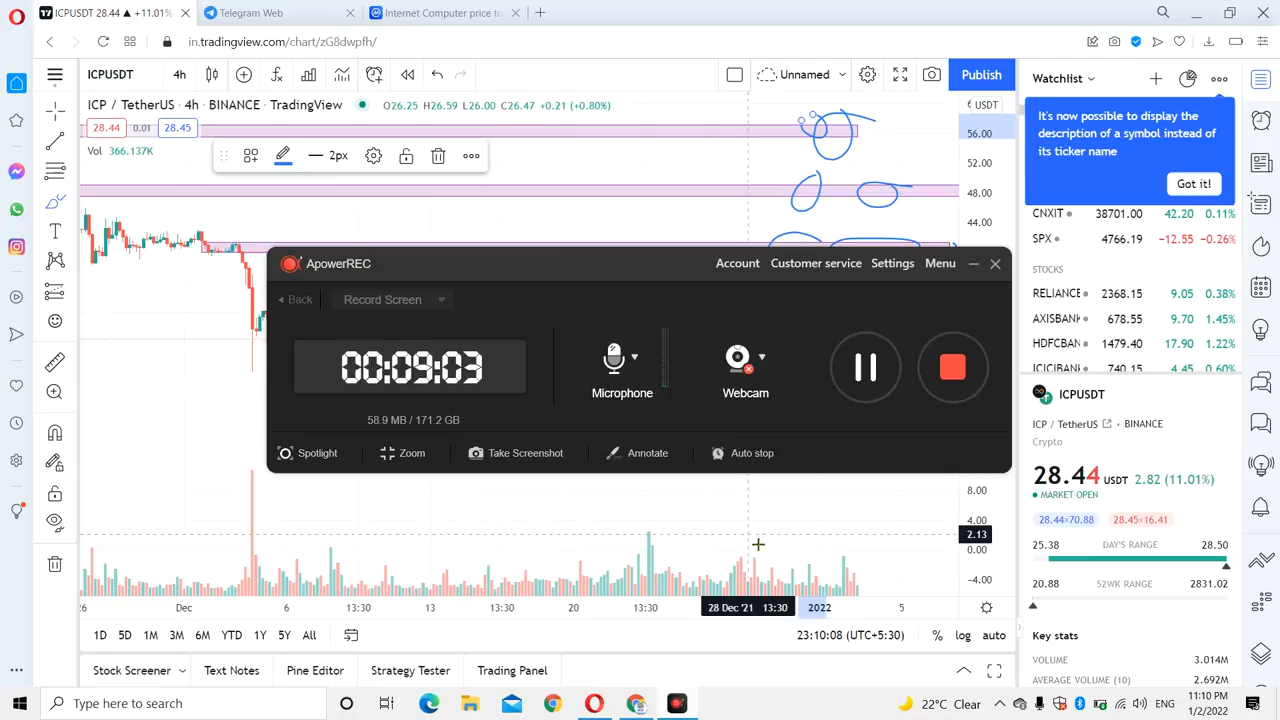 ICPUSDT 28.44 ▲ +11.01%
Telegram Web
Internet Computer price to
in.tradingview.com/chart/zG8dwpfh/
ICPUSDT
4h
Unnamed
Publish
ICP / TetherUS • 4h • BINANCE • TradingView
O26.25 H26.59 L26.00 C26.47 +0.21 (+0.80%)
28.44
0.01
28.45
Vol 366.137K
2px
USDT
56.00
52.00
48.00
44.00
8.00
4.00
2.13
0.00
−4.00
Watchlist
It's now possible to display the
description of a symbol instead of
its ticker name
Got it!
CNXIT 38701.00 42.20 0.11%
SPX 4766.19 −12.55 −0.26%
STOCKS
RELIANCE 2368.15 9.05 0.38%
AXISBANK 678.55 9.70 1.45%
HDFCBAN 1479.40 17.90 1.22%
ICICIBANK 740.15 4.45 0.60%
ApowerREC
Account
Customer service
Settings
Menu
Back
Record Screen
00:09:03
58.9 MB / 171.2 GB
Microphone
Webcam
Spotlight
Zoom
Take Screenshot
Annotate
Auto stop
ICPUSDT
ICP / TetherUS • BINANCE
Crypto
28.44 USDT 2.82 (11.01%)
MARKET OPEN
28.44×70.88
28.45×16.41
25.38 DAY'S RANGE 28.50
20.88 52WK RANGE 2831.02
Key stats
VOLUME 3.014M
AVERAGE VOLUME (10) 2.692M
Dec
6
13:30
13
13:30
20
13:30
28 Dec '21 13:30
2022
5
1D 5D 1M 3M 6M YTD 1Y 5Y All
23:10:08 (UTC+5:30)
% log auto
Stock Screener
Text Notes
Pine Editor
Strategy Tester
Trading Panel
Type here to search
22°C Clear
ENG
11:10 PM
1/2/2022